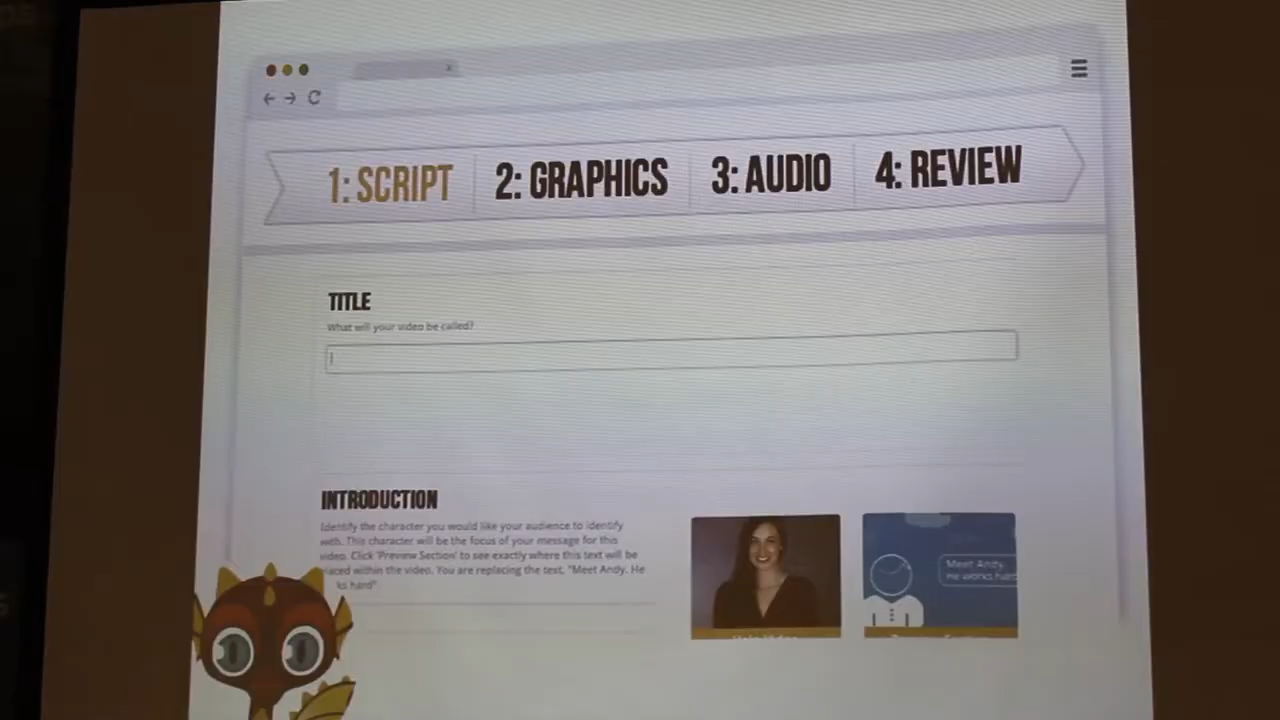 1: SCRIPT 2: GRAPHICS 3: AUDIO 4: REVIEW
TITLE
What will your video be called?
INTRODUCTION
Identify the character you would like your audience to identify
with. This character will be the focus of your message for this
video. Click 'Preview Section' to see exactly where this text will be
placed within the video. You are replacing the text, "Meet Andy. He
ks hard"
Meet Andy.
He works hard
Help Video